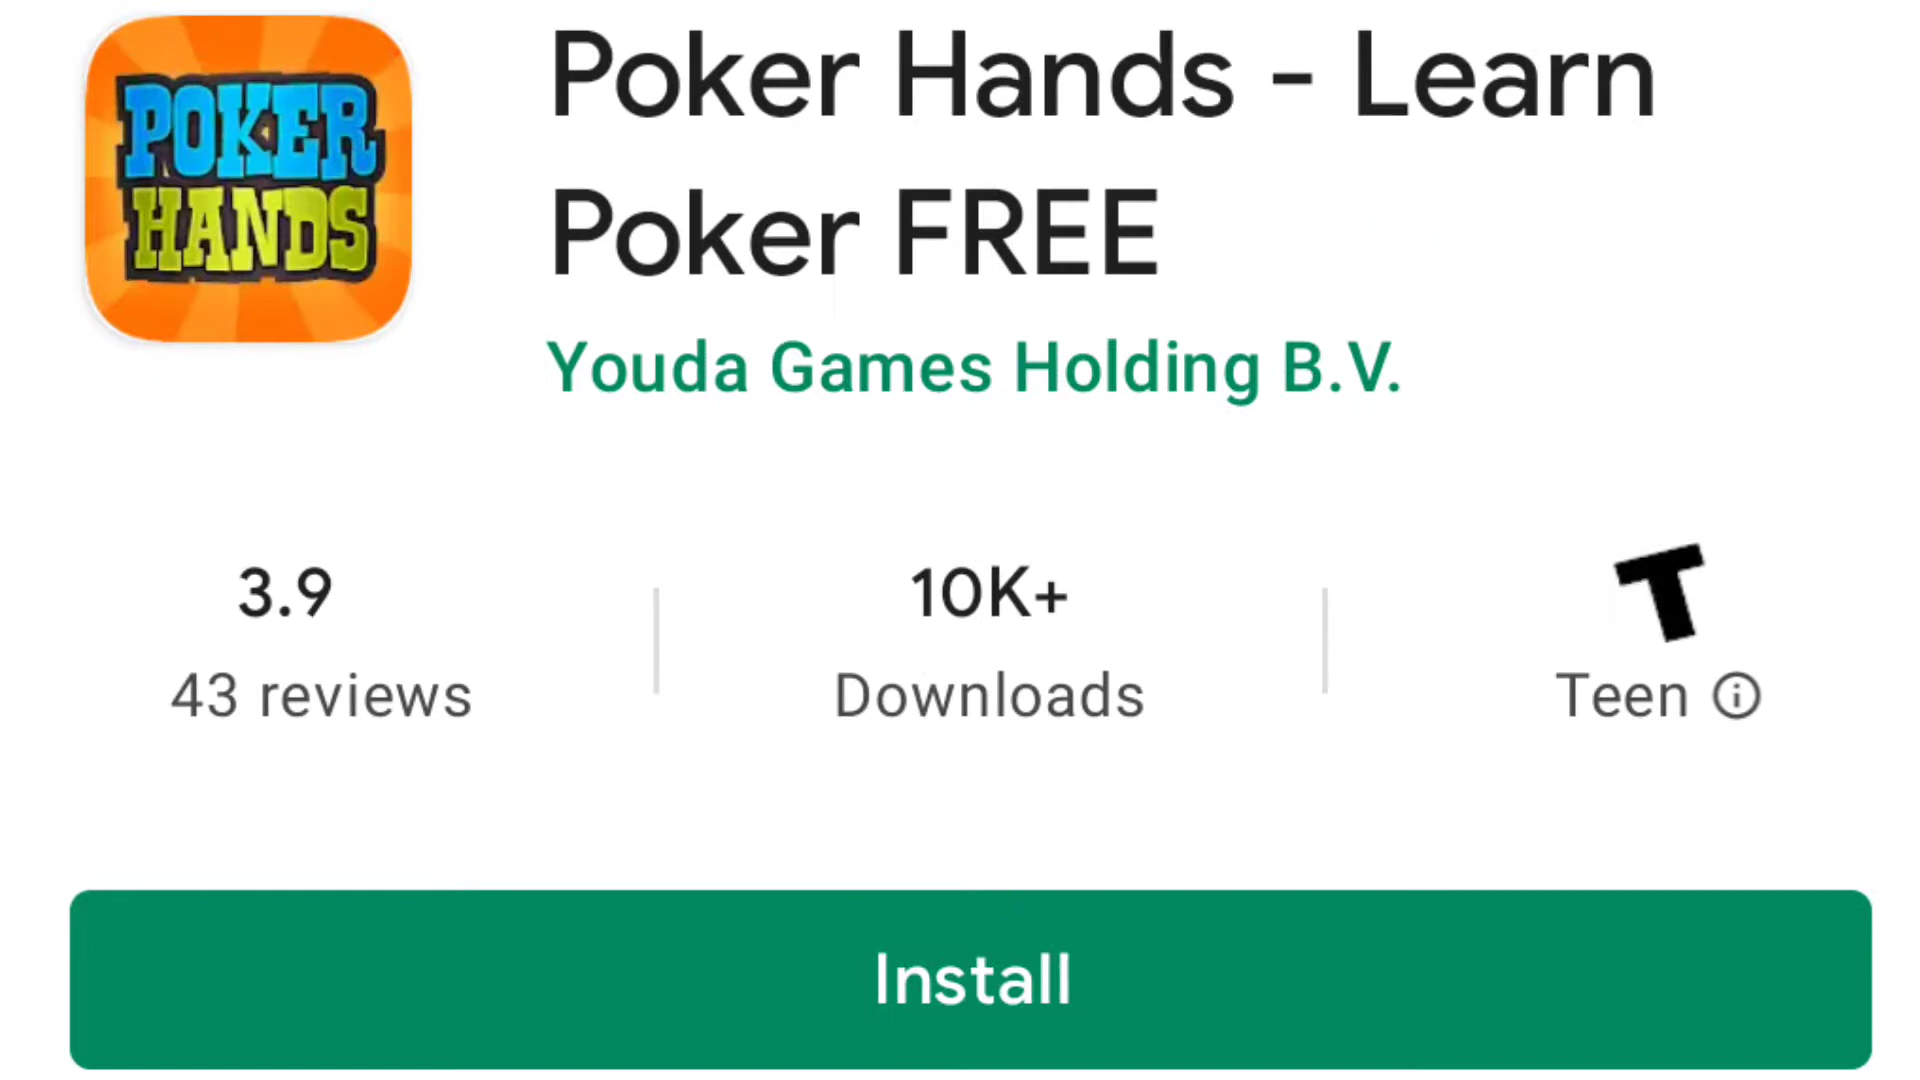 POKER
HANDS
Poker Hands - Learn
Poker FREE
Youda Games Holding B.V.
3.9
43 reviews
10K+
Downloads
T
Teen
Install